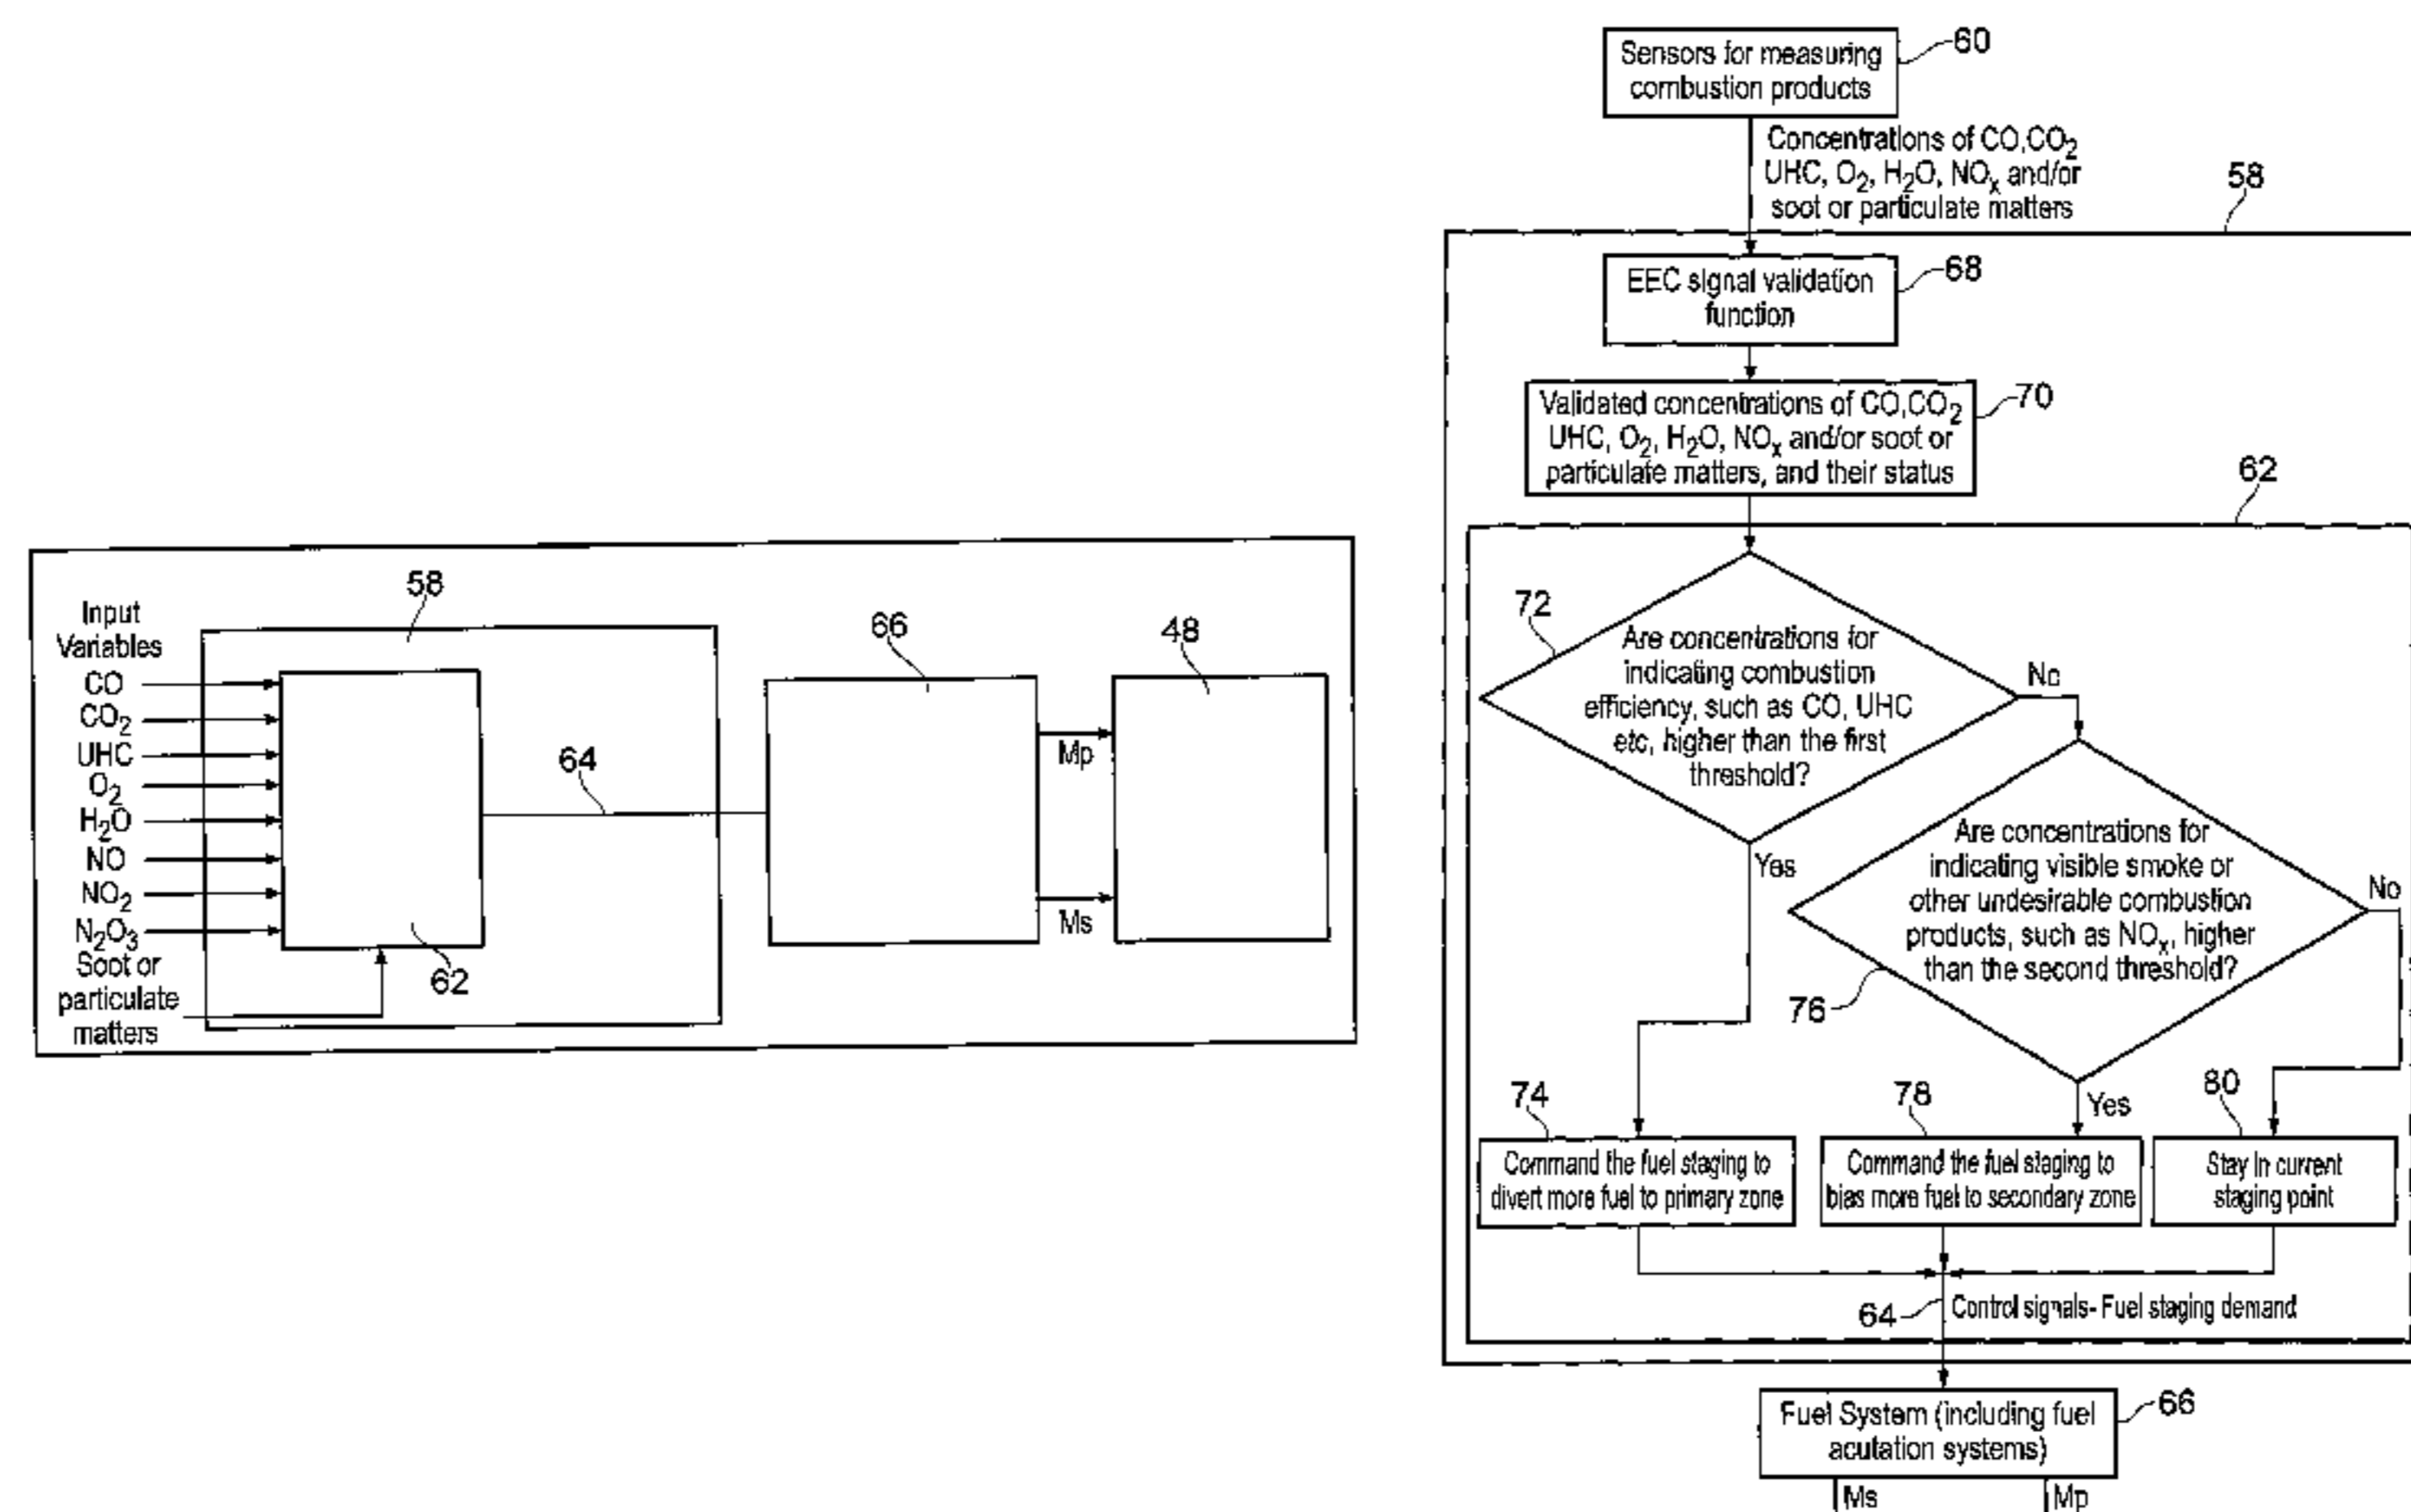 58
Input
Variables
66
48
CO
CO₂
UHC
O₂
H₂O
NO
NO₂
N₂O₃
Soot or
particulate
matters
62
64
Mp
Ms
Sensors for measuring
combustion products
60
Concentrations of CO,CO₂
UHC, O₂, H₂O, NOₓ and/or
soot or particulate matters
58
EEC signal validation
function
68
Validated concentrations of CO,CO₂
UHC, O₂, H₂O, NOₓ and/or soot or
particulate matters, and their status
70
62
72
Are concentrations for
indicating combustion
efficiency, such as CO, UHC
etc, higher than the first
threshold?
No
Yes
Are concentrations for
indicating visible smoke or
other undesirable combustion
products, such as NOₓ, higher
than the second threshold?
No
76
Yes
74
Command the fuel staging to
divert more fuel to primary zone
78
Command the fuel staging to
bias more fuel to secondary zone
80
Stay In current
staging point
64
Control signals- Fuel staging demand
Fuel System (including fuel
acutation systems)
66
Ms
Mp